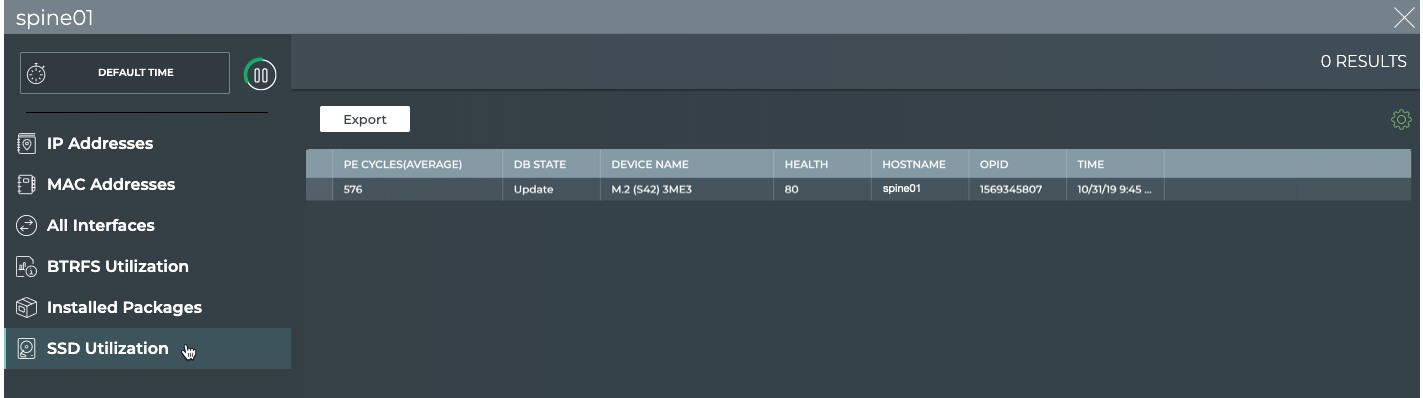 spine01
DEFAULT TIME
0 RESULTS
Export
IP Addresses
MAC Addresses
All Interfaces
BTRFS Utilization
Installed Packages
SSD Utilization
PE CYCLES(AVERAGE) DB STATE DEVICE NAME HEALTH HOSTNAME OPID TIME
576 Update M.2 (S42) 3ME3 80 spine01 1569345807 10/31/19 9:45 ...